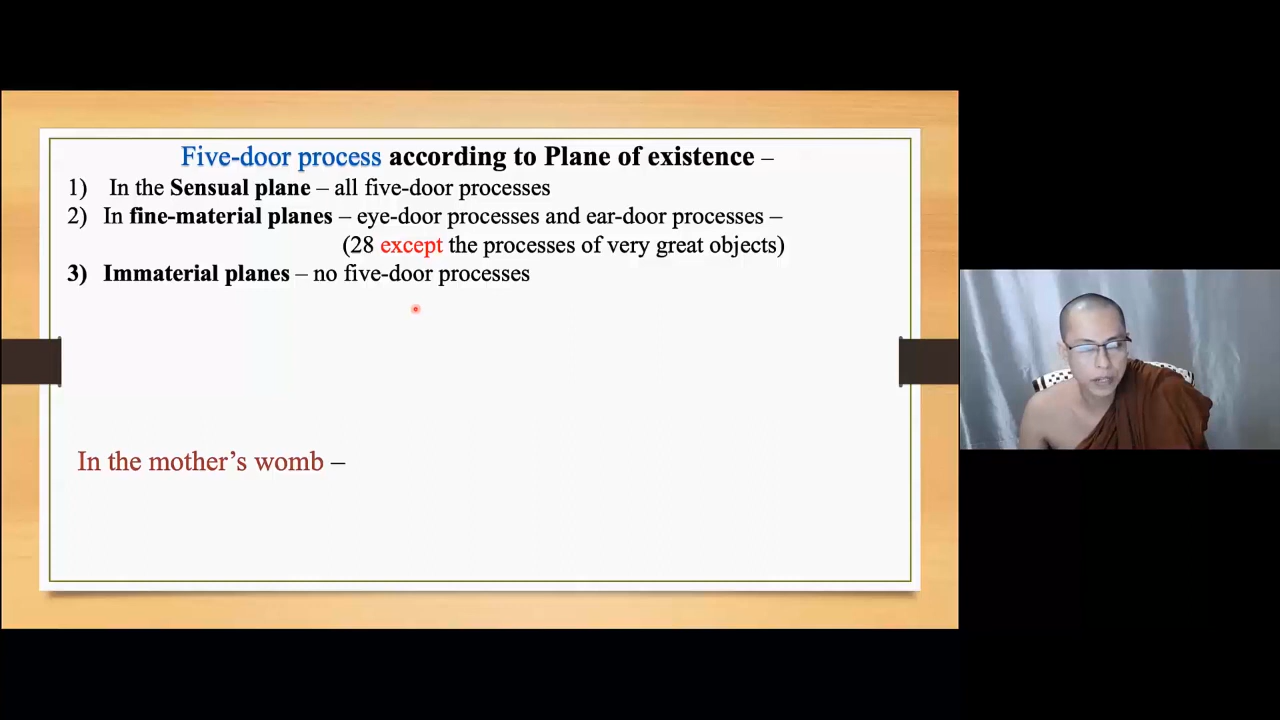 Five-door process according to Plane of existence –
1) In the Sensual plane – all five-door processes
2) In fine-material planes – eye-door processes and ear-door processes –
(28 except the processes of very great objects)
3) Immaterial planes – no five-door processes
In the mother’s womb –